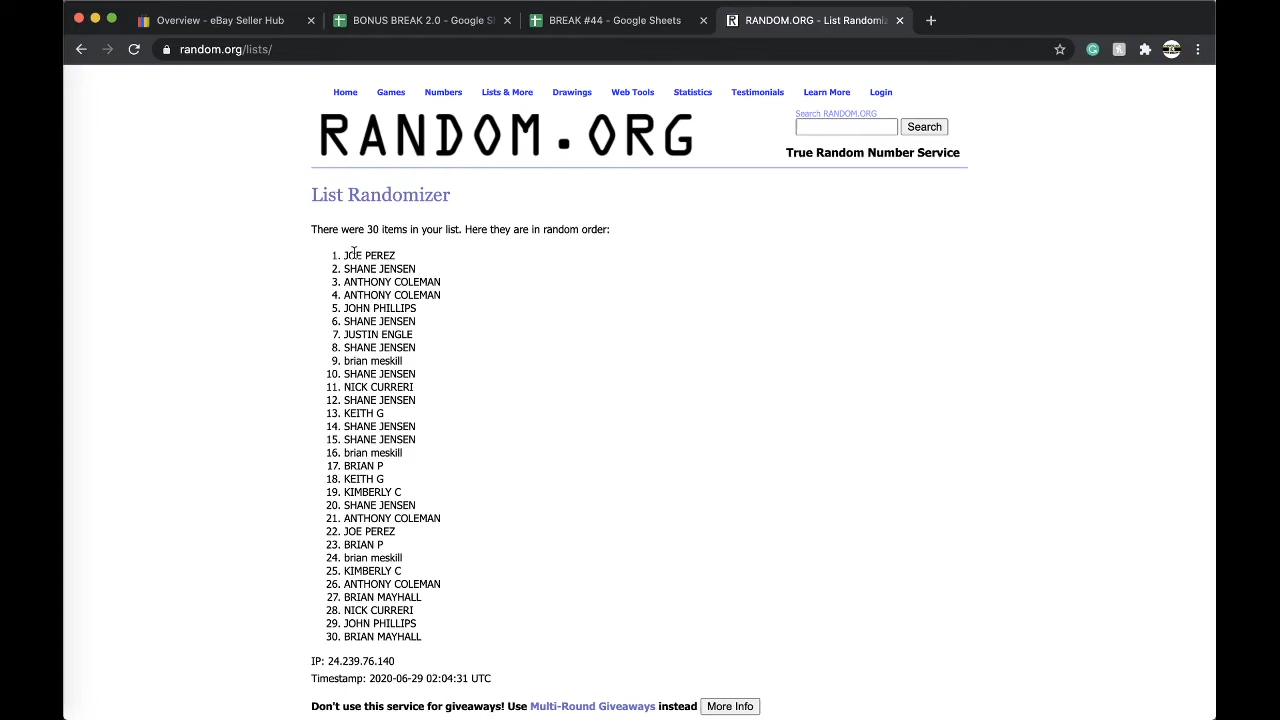 Overview - eBay Seller Hub
BONUS BREAK 2.0 - Google S
BREAK #44 - Google Sheets
RANDOM.ORG - List Randomiz
random.org/lists/
Home Games Numbers Lists & More Drawings Web Tools Statistics Testimonials Learn More Login
RANDOM.ORG
Search RANDOM.ORG
Search
True Random Number Service
List Randomizer
There were 30 items in your list. Here they are in random order:
1. JOE PEREZ
2. SHANE JENSEN
3. ANTHONY COLEMAN
4. ANTHONY COLEMAN
5. JOHN PHILLIPS
6. SHANE JENSEN
7. JUSTIN ENGLE
8. SHANE JENSEN
9. brian meskill
10. SHANE JENSEN
11. NICK CURRERI
12. SHANE JENSEN
13. KEITH G
14. SHANE JENSEN
15. SHANE JENSEN
16. brian meskill
17. BRIAN P
18. KEITH G
19. KIMBERLY C
20. SHANE JENSEN
21. ANTHONY COLEMAN
22. JOE PEREZ
23. BRIAN P
24. brian meskill
25. KIMBERLY C
26. ANTHONY COLEMAN
27. BRIAN MAYHALL
28. NICK CURRERI
29. JOHN PHILLIPS
30. BRIAN MAYHALL
IP: 24.239.76.140
Timestamp: 2020-06-29 02:04:31 UTC
Don't use this service for giveaways! Use Multi-Round Giveaways instead More Info